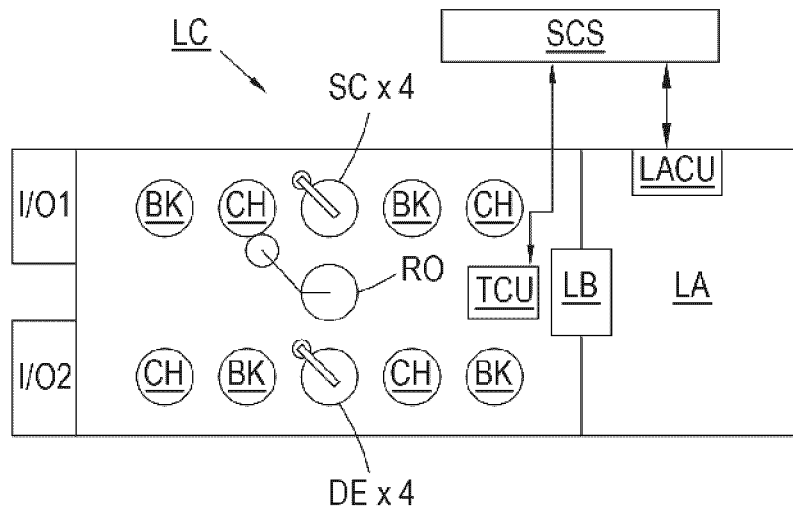 LC
SCS
SC x 4
I/O1
BK
CH
BK
CH
LACU
RO
TCU
LB
LA
I/O2
CH
BK
CH
BK
DE x 4